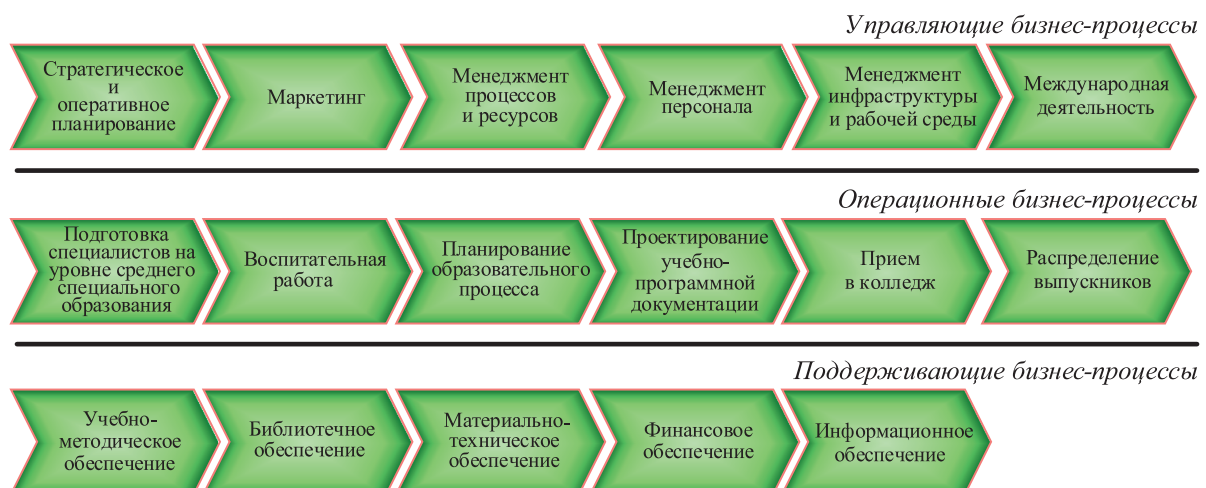 Управляющие бизнес-процессы
Стратегическое
и
оперативное
планирование
Маркетинг
Менеджмент
процессов
и ресурсов
Менеджмент
персонала
Менеджмент
инфраструктуры
и рабочей среды
Международная
деятельность
Операционные бизнес-процессы
Подготовка
специалистов на
уровне среднего
специального
образования
Воспитательная
работа
Планирование
образовательного
процесса
Проектирование
учебно-
программной
документации
Прием
в колледж
Распределение
выпускников
Поддерживающие бизнес-процессы
Учебно-
методическое
обеспечение
Библиотечное
обеспечение
Материально-
техническое
обеспечение
Финансовое
обеспечение
Информационное
обеспечение